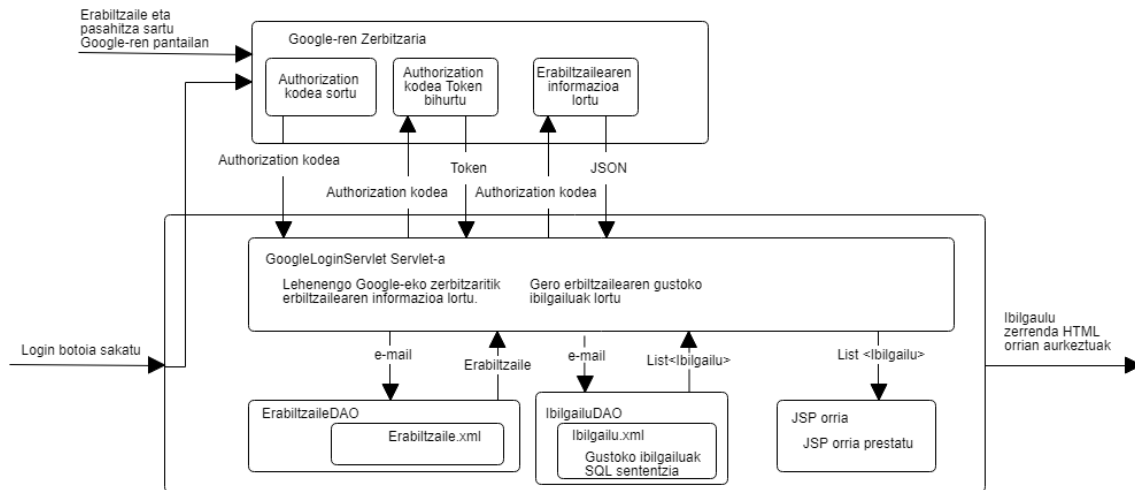 Erabiltzaile eta
pasahitza sartu
Google-ren pantailan
Google-ren Zerbitzaria
Authorization
kodea sortu
Authorization
kodea Token
bihurtu
Erabiltzailearen
informazioa
lortu
Authorization kodea
Token
JSON
Authorization kodea
Authorization kodea
GoogleLoginServlet Servlet-a
Lehenengo Google-eko zerbitzaritik
erbiltzailearen informazioa lortu.
Gero erbiltzailearen gustoko
ibilgailuak lortu
Login botoia sakatu
e-mail
Erabiltzaile
e-mail
List<Ibilgailu>
List <Ibilgailu>
Ibilgaulu
zerrenda HTML
orrian aurkeztuak
ErabiltzaileDAO
Erabiltzaile.xml
IbilgailuDAO
Ibilgailu.xml
Gustoko ibilgailuak
SQL sententzia
JSP orria
JSP orria prestatu